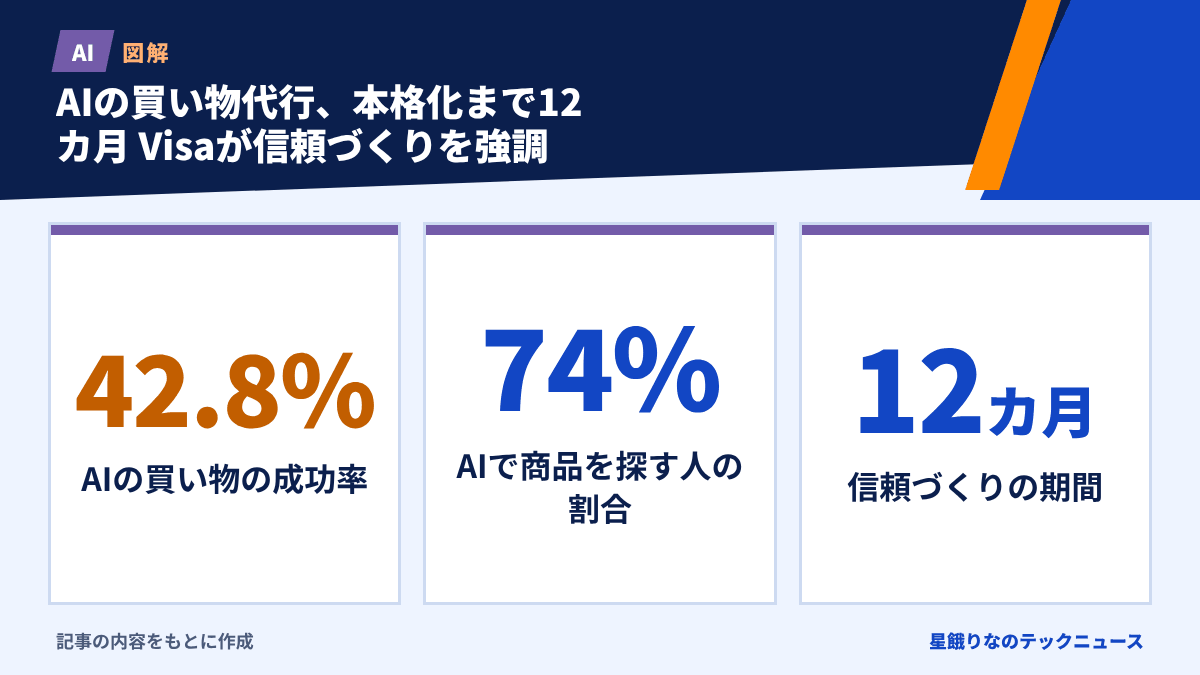 AI 図解
AIの買い物代行、本格化まで12
カ月 Visaが信頼づくりを強調
42.8%
AIの買い物の成功率
74%
AIで商品を探す人の
割合
12カ月
信頼づくりの期間
記事の内容をもとに作成
星餓りなのテックニュース